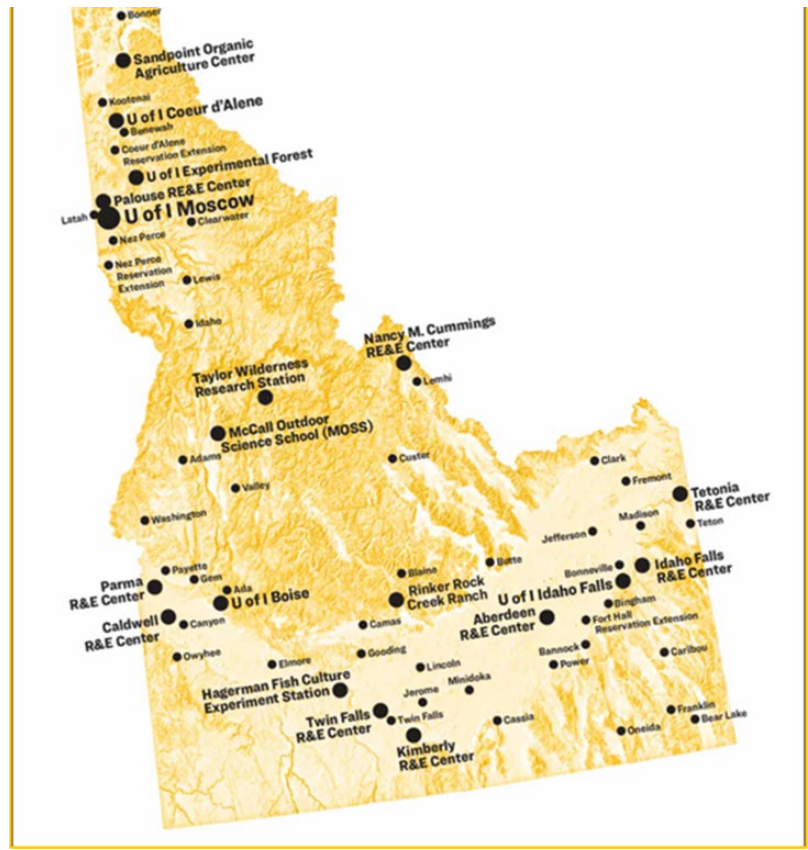 Bonner
Sandpoint Organic
Agriculture Center
Kootenai
U of I Coeur d'Alene
Benewah
Coeur d'Alene
Reservation Extension
U of I Experimental Forest
Palouse RE&E Center
Latah
U of I Moscow
Clearwater
Nez Perce
Nez Perce
Reservation
Extension
Lewis
Idaho
Nancy M. Cummings
RE&E Center
Lemhi
Taylor Wilderness
Research Station
McCall Outdoor
Science School (MOSS)
Adams
Custer
Clark
Valley
Fremont
Tetonia
R&E Center
Washington
Madison
Teton
Jefferson
Payette
Gem
Parma
R&E Center
Ada
U of I Boise
Blaine
Butte
Rinker Rock
Creek Ranch
Bonneville
Idaho Falls
R&E Center
U of I Idaho Falls
Aberdeen
R&E Center
Bingham
Fort Hall
Reservation Extension
Caldwell
R&E Center
Canyon
Camas
Owyhee
Elmore
Gooding
Lincoln
Bannock
Power
Caribou
Hagerman Fish Culture
Experiment Station
Jerome
Minidoka
Twin Falls
R&E Center
Twin Falls
Kimberly
R&E Center
Cassia
Franklin
Bear Lake
Oneida